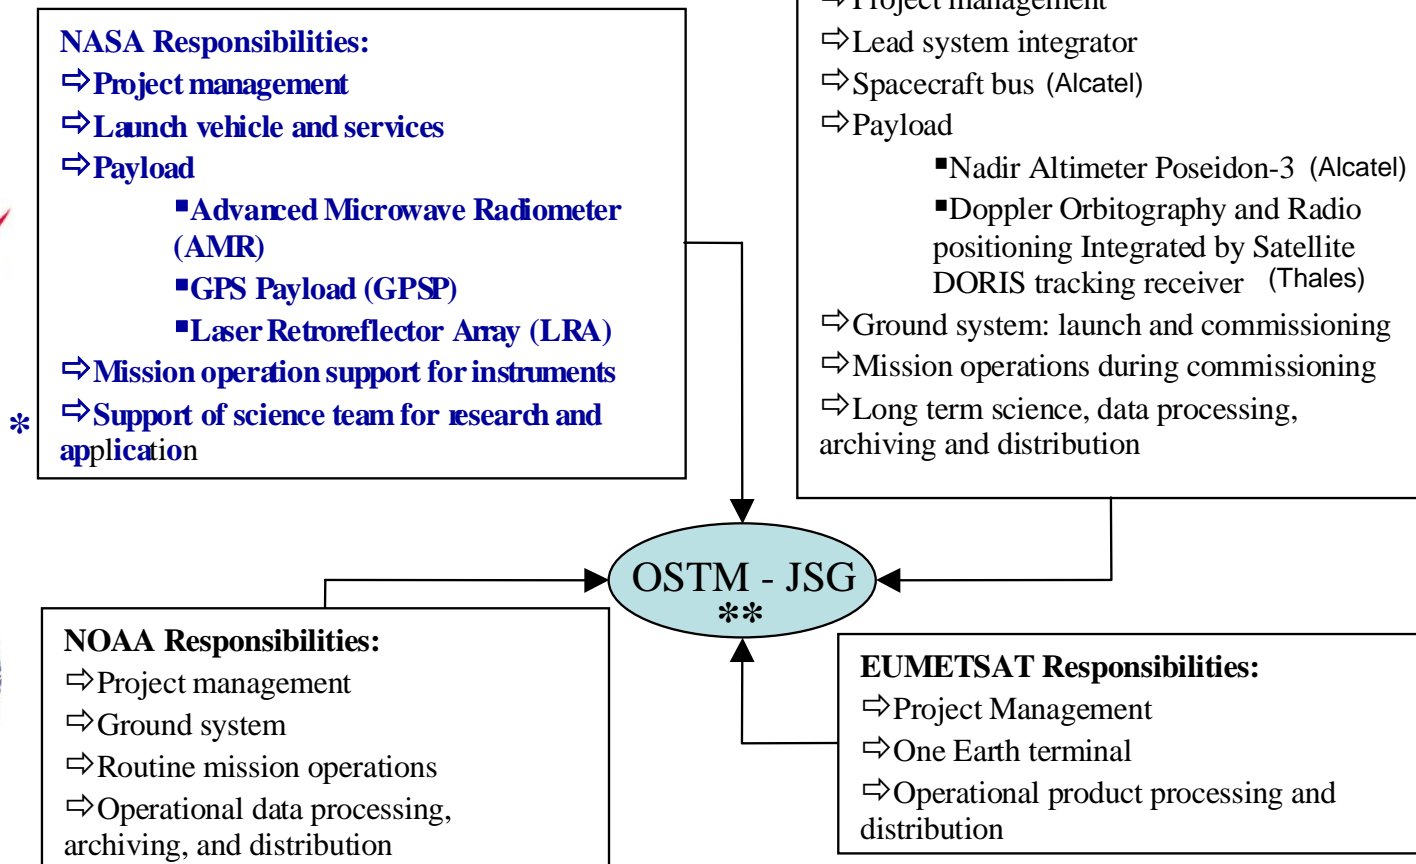 NASA Responsibilities:
⇨Project management
⇨Launch vehicle and services
⇨Payload
▪Advanced Microwave Radiometer
(AMR)
▪GPS Payload (GPSP)
▪Laser Retroreflector Array (LRA)
⇨Mission operation support for instruments
* ⇨Support of science team for research and
application
⇨Project management
⇨Lead system integrator
⇨Spacecraft bus (Alcatel)
⇨Payload
▪Nadir Altimeter Poseidon-3 (Alcatel)
▪Doppler Orbitography and Radio
positioning Integrated by Satellite
DORIS tracking receiver (Thales)
⇨Ground system: launch and commissioning
⇨Mission operations during commissioning
⇨Long term science, data processing,
archiving and distribution
OSTM - JSG
**
NOAA Responsibilities:
⇨Project management
⇨Ground system
⇨Routine mission operations
⇨Operational data processing,
archiving, and distribution
EUMETSAT Responsibilities:
⇨Project Management
⇨One Earth terminal
⇨Operational product processing and
distribution